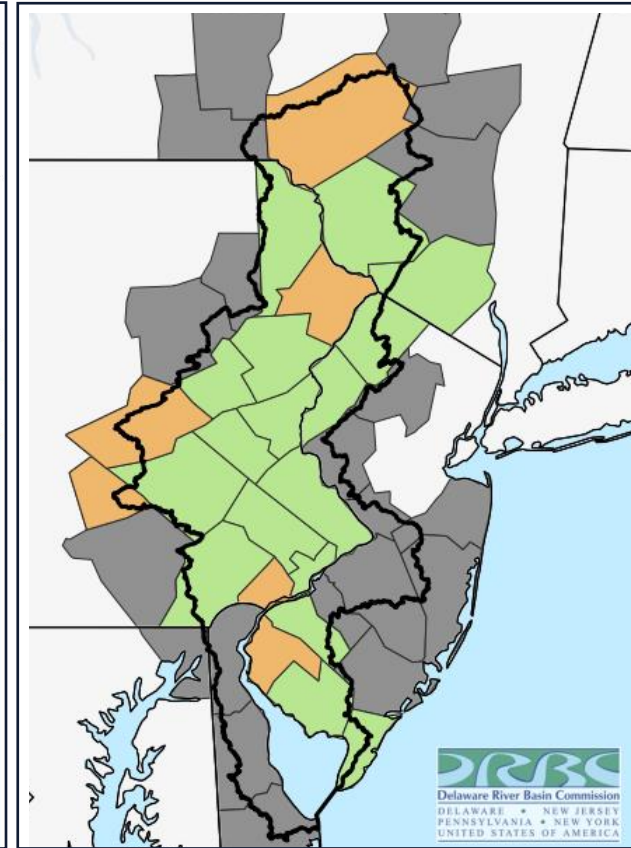 DRBC
Delaware River Basin Commission
DELAWARE • NEW JERSEY
PENNSYLVANIA • NEW YORK
UNITED STATES OF AMERICA